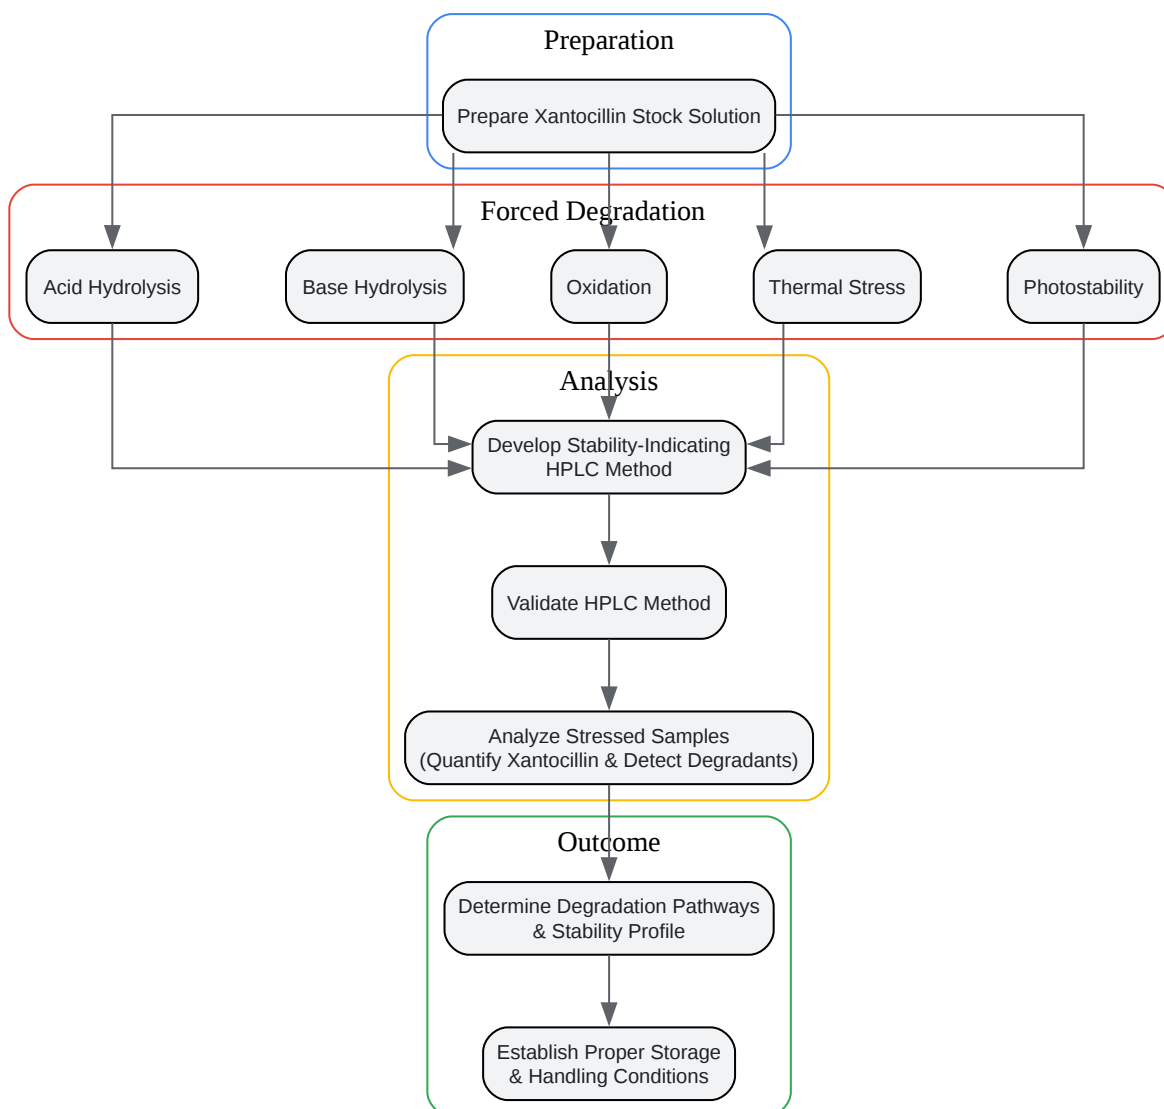 Preparation
Prepare Xantocillin Stock Solution
Forced Degradation
Acid Hydrolysis
Base Hydrolysis
Oxidation
Thermal Stress
Photostability
Analysis
Develop Stability-Indicating
HPLC Method
Validate HPLC Method
Analyze Stressed Samples
(Quantify Xantocillin & Detect Degradants)
Outcome
Determine Degradation Pathways
& Stability Profile
Establish Proper Storage
& Handling Conditions